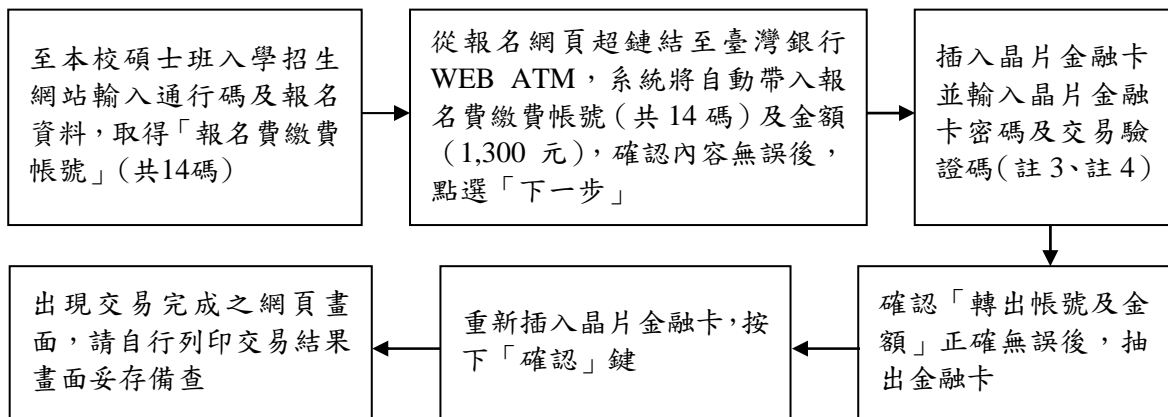 至本校碩士班入學招生
網站輸入通行碼及報名
資料，取得「報名費繳費
帳號」（共14碼）
從報名網頁超鏈結至臺灣銀行
WEB ATM，系統將自動帶入報
名費繳費帳號（共 14 碼）及金額
（1,300 元），確認內容無誤後，
點選「下一步」
插入晶片金融卡
並輸入晶片金融
卡密碼及交易驗
證碼（註 3、註 4）
確認「轉出帳號及金
額」正確無誤後，抽
出金融卡
重新插入晶片金融卡，按
下「確認」鍵
出現交易完成之網頁畫
面，請自行列印交易結果
畫面妥存備查